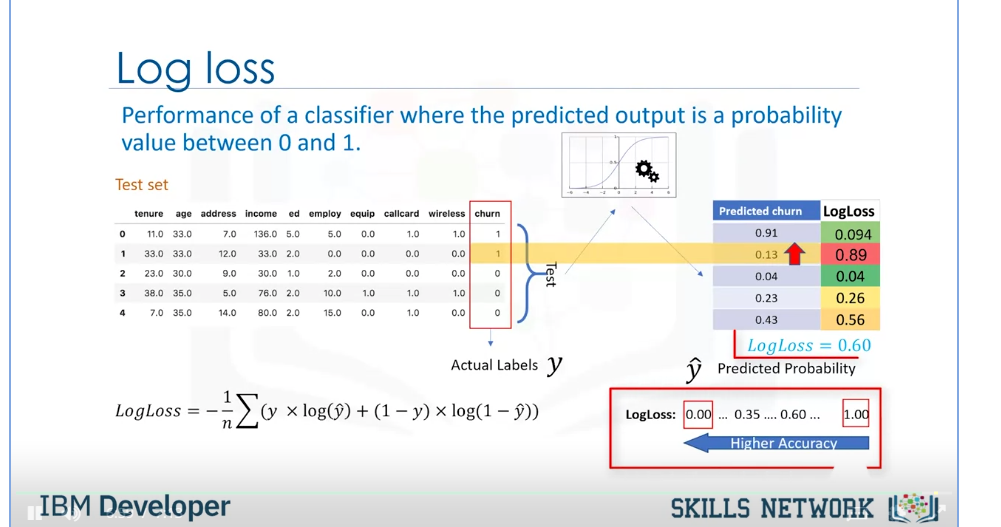 Log loss
Performance of a classifier where the predicted output is a probability
value between 0 and 1.
Test set
tenure age address income ed employ equip callcard wireless churn
0 11.0 33.0 7.0 136.0 5.0 5.0 0.0 1.0 1.0 1
1 33.0 33.0 12.0 33.0 2.0 0.0 0.0 0.0 0.0 1
2 23.0 30.0 9.0 30.0 1.0 2.0 0.0 0.0 0.0 0
3 38.0 35.0 5.0 76.0 2.0 10.0 1.0 1.0 1.0 0
4 7.0 35.0 14.0 80.0 2.0 15.0 0.0 1.0 0.0 0
Test
Predicted churn LogLoss
0.91 0.094
0.13 0.89
0.04 0.04
0.23 0.26
0.43 0.56
LogLoss = 0.60
Actual Labels y
ŷ Predicted Probability
LogLoss = −1/n ∑(y × log(ŷ) + (1 − y) × log(1 − ŷ))
LogLoss: 0.00 ... 0.35 .... 0.60 ... 1.00
Higher Accuracy
IBM Developer
SKILLS NETWORK